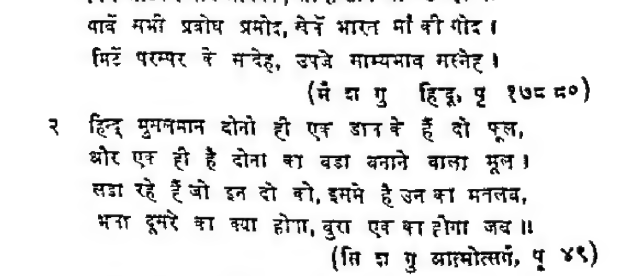 पावें सभी प्रबोध प्रमोद, खेलें भारत माँ की गोद ।
मिटें परस्पर के सन्देह, उपजे साम्यभाव सस्नेह ।
(मै श गु हिन्दू, पृ १७८ ८०)
२ हिन्दू मुसलमान दोनो ही एक डाल के हैं दो फूल,
और एक ही है दोनो का बडा बनाने वाला मूल ।
लडा रहे हैं जो इन दो को, इसमे है उन का मतलब,
भला दूसरे का क्या होगा, बुरा एक का होगा जब ॥
(सि श गु आत्मोत्सर्ग, पृ ४९)